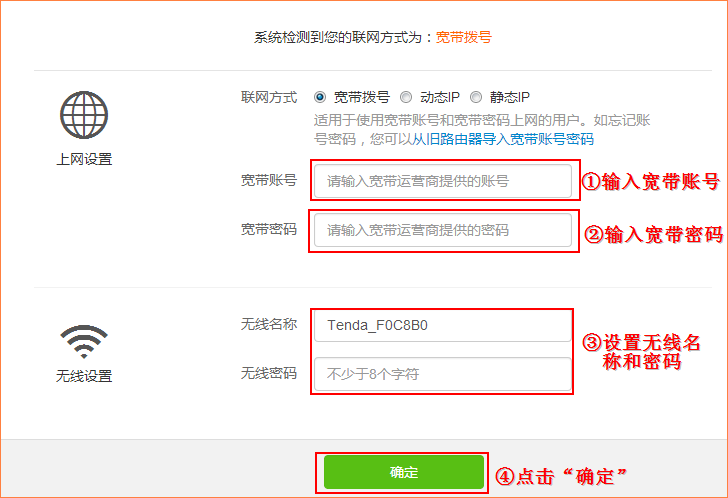 系统检测到您的联网方式为：宽带拨号
联网方式 宽带拨号 动态IP 静态IP
适用于使用宽带账号和宽带密码上网的用户。如忘记账
号密码，您可以从旧路由器导入宽带账号密码
上网设置
宽带账号 请输入宽带运营商提供的账号 ①输入宽带账号
宽带密码 请输入宽带运营商提供的密码 ②输入宽带密码
无线名称 Tenda_F0C8B0
③设置无线名
称和密码
无线密码 不少于8个字符
无线设置
确定 ④点击“确定”